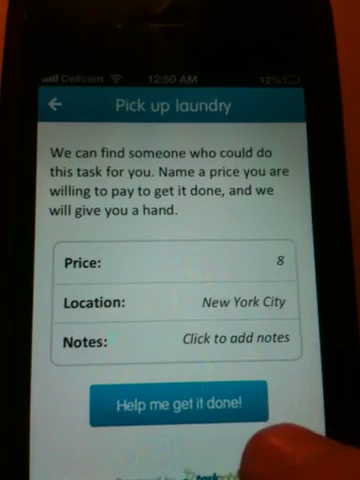 Cellcom 12:50 AM 12%
Pick up laundry
We can find someone who could do
this task for you. Name a price you are
willing to pay to get it done, and we
will give you a hand.
Price: 8
Location: New York City
Notes: Click to add notes
Help me get it done!
Powered by